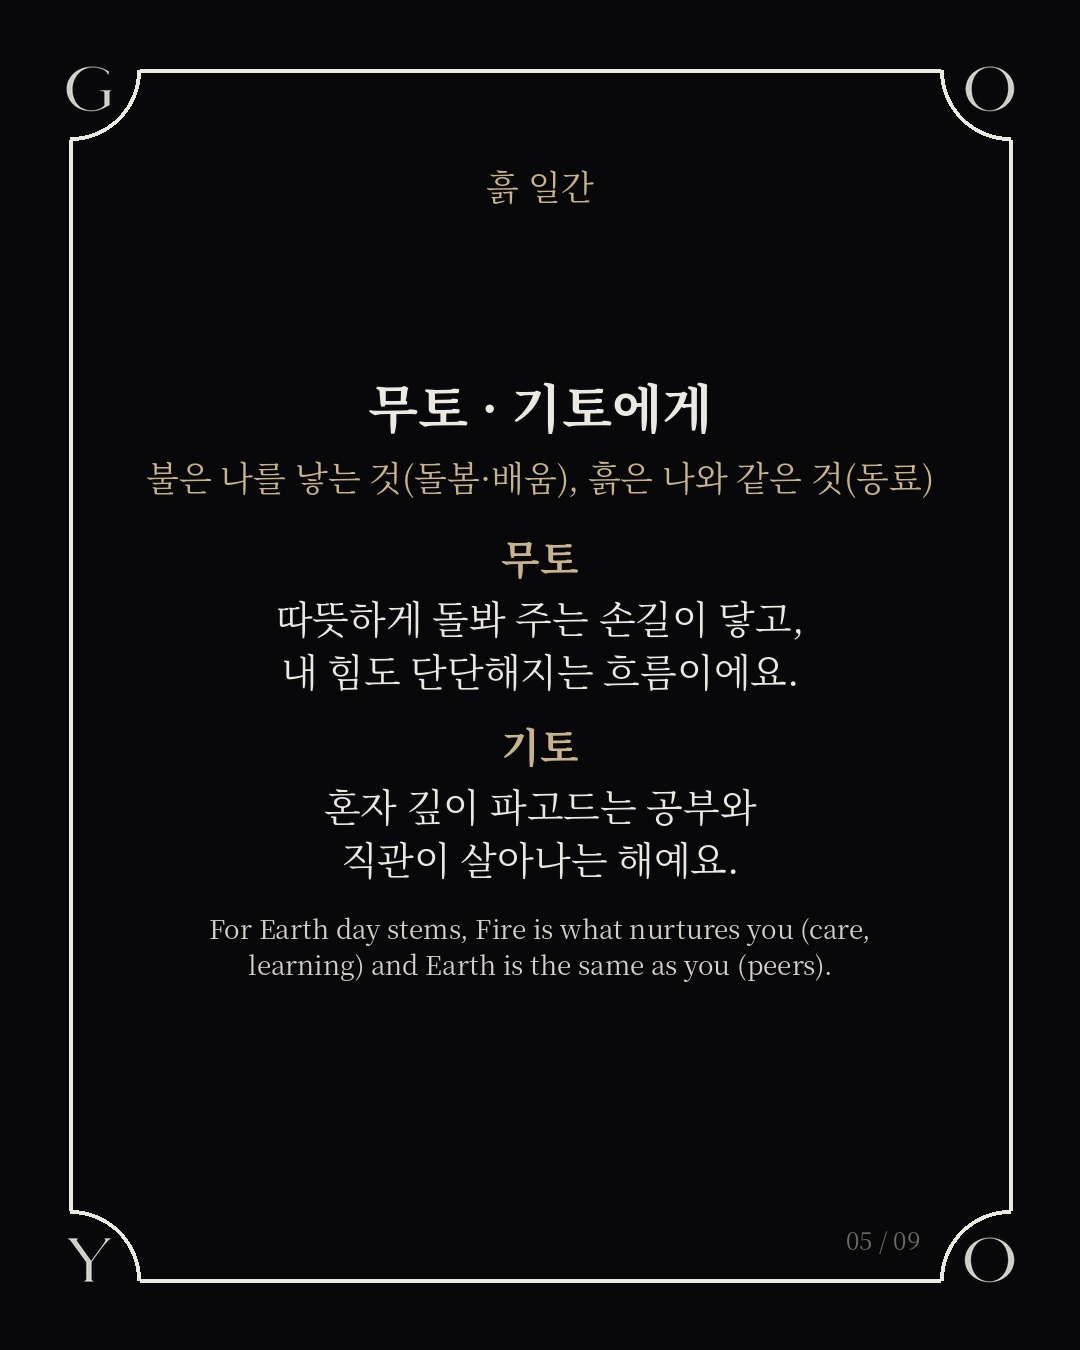 G O
흙 일간
무토 · 기토에게
불은 나를 낳는 것(돌봄·배움), 흙은 나와 같은 것(동료)
무토
따뜻하게 돌봐 주는 손길이 닿고,
내 힘도 단단해지는 흐름이에요.
기토
혼자 깊이 파고드는 공부와
직관이 살아나는 해예요.
For Earth day stems, Fire is what nurtures you (care,
learning) and Earth is the same as you (peers).
05 / 09
Y O